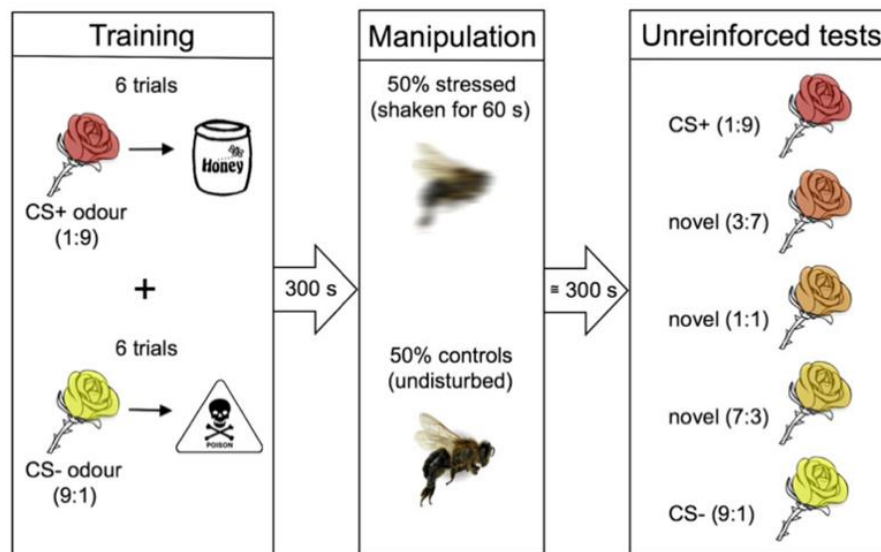 Training
6 trials
Honey
CS+ odour
(1:9)
+
6 trials
POISON
CS- odour
(9:1)
300 s
Manipulation
50% stressed
(shaken for 60 s)
50% controls
(undisturbed)
≅ 300 s
Unreinforced tests
CS+ (1:9)
novel (3:7)
novel (1:1)
novel (7:3)
CS- (9:1)